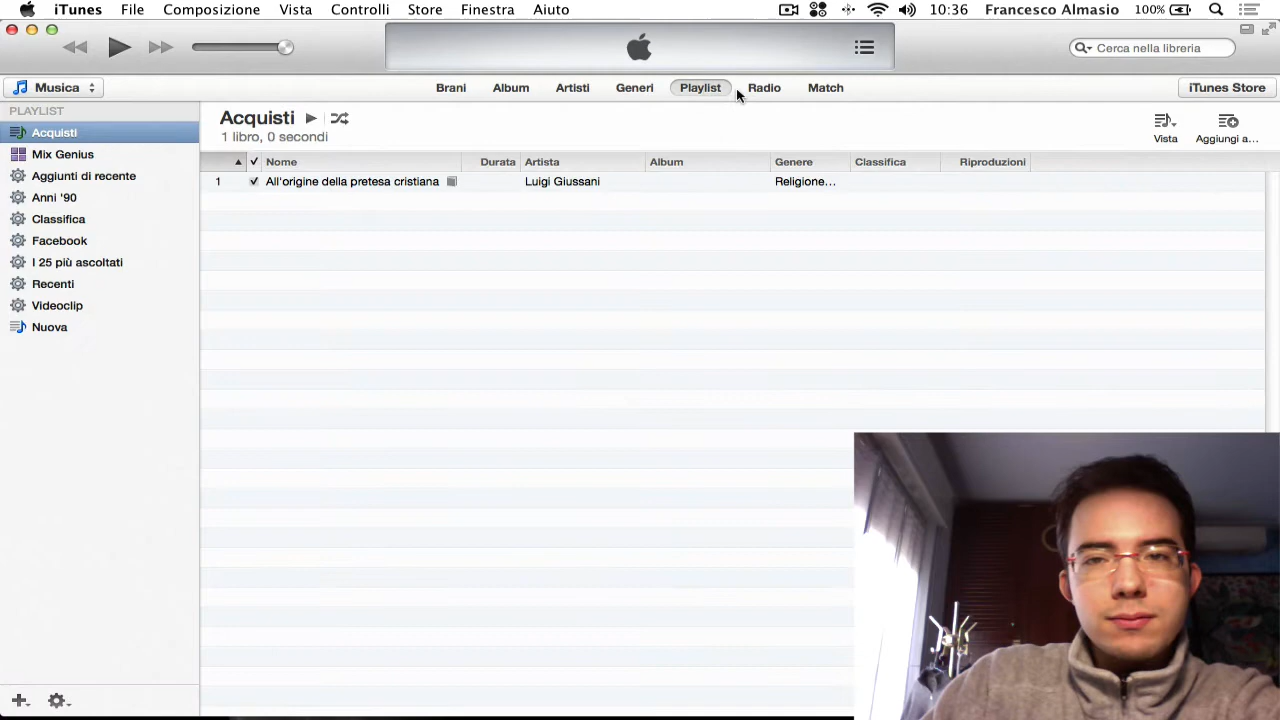 iTunes File Composizione Vista Controlli Store Finestra Aiuto 10:36 Francesco Almasio 100%
Cerca nella libreria
Musica Brani Album Artisti Generi Playlist Radio Match iTunes Store
PLAYLIST
Acquisti
Mix Genius
Aggiunti di recente
Anni '90
Classifica
Facebook
I 25 più ascoltati
Recenti
Videoclip
Nuova
Acquisti
1 libro, 0 secondi
Vista Aggiungi a...
Nome Durata Artista Album Genere Classifica Riproduzioni
1 All'origine della pretesa cristiana Luigi Giussani Religione...